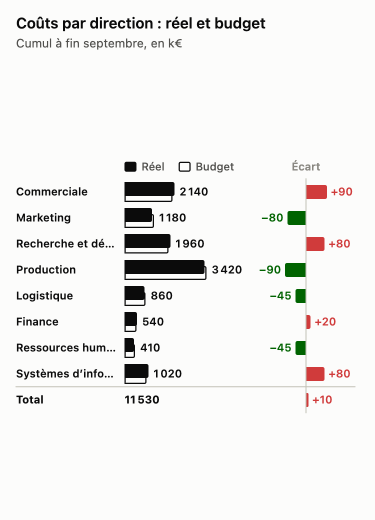 Coûts par direction : réel et budget
Cumul à fin septembre, en k€
Réel Budget Écart
Commerciale 2 140 +90
Marketing 1 180 −80
Recherche et dé... 1 960 +80
Production 3 420 −90
Logistique 860 −45
Finance 540 +20
Ressources hum... 410 −45
Systèmes d’info... 1 020 +80
Total 11 530 +10